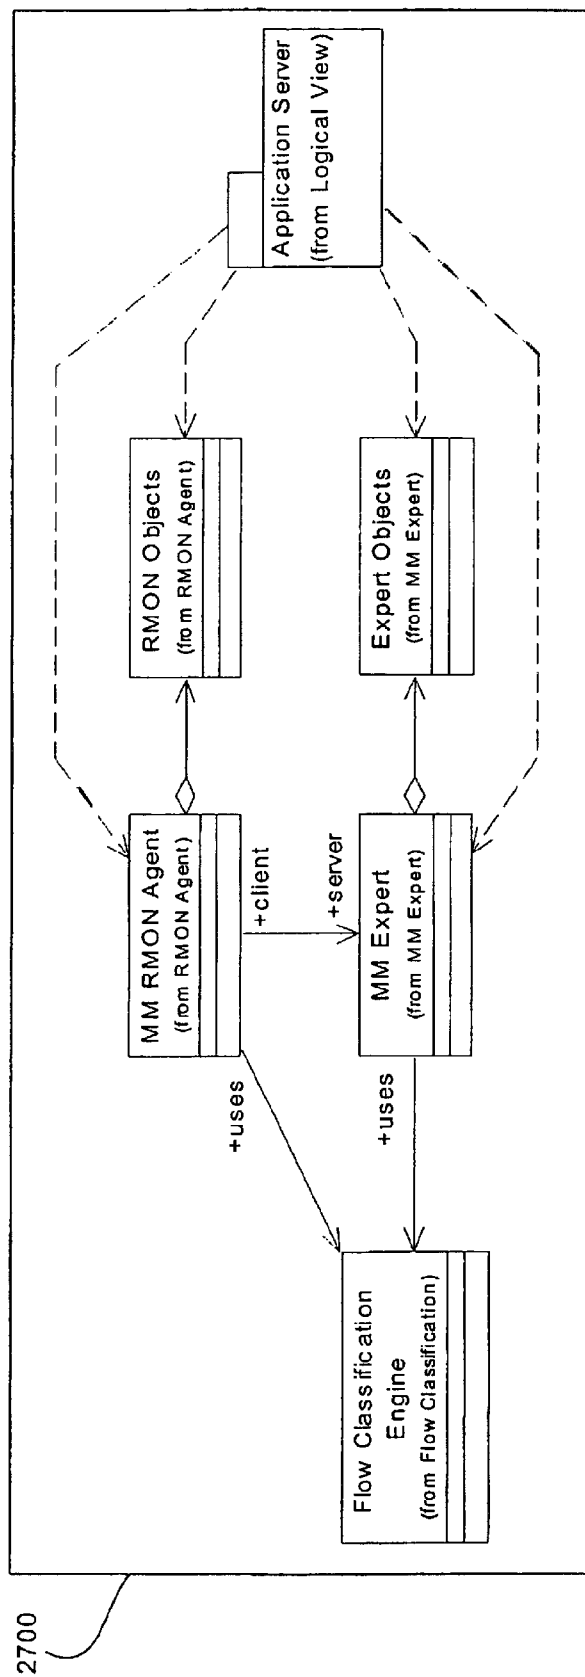 2700
MM RMON Agent
(from RMON Agent)
RMON Objects
(from RMON Agent)
Application Server
(from Logical View)
+uses
+client
+server
Flow Classification
Engine
(from Flow Classification)
+uses
MM Expert
(from MM Expert)
Expert Objects
(from MM Expert)